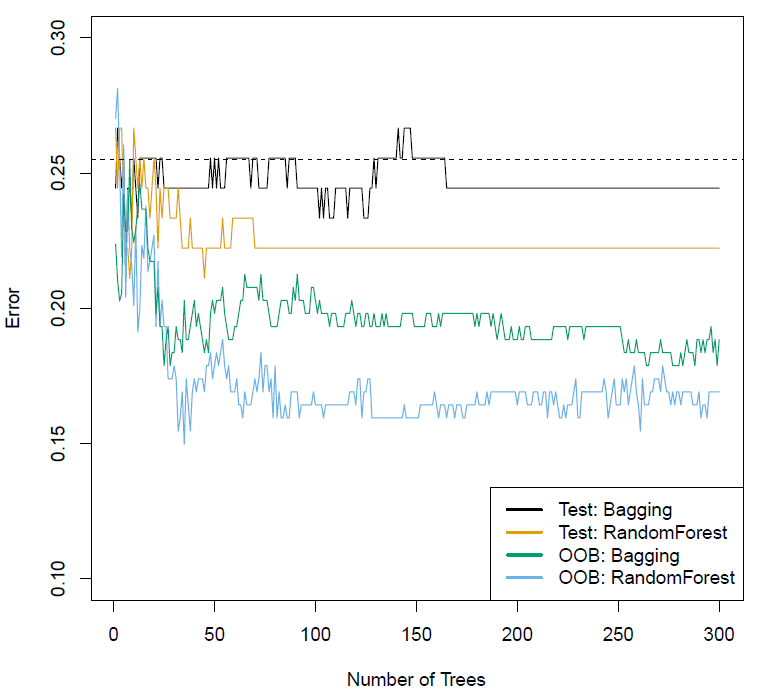 0.30
0.25
0.20
0.15
0.10
Error
0 50 100 150 200 250 300
Number of Trees
Test: Bagging
Test: RandomForest
OOB: Bagging
OOB: RandomForest